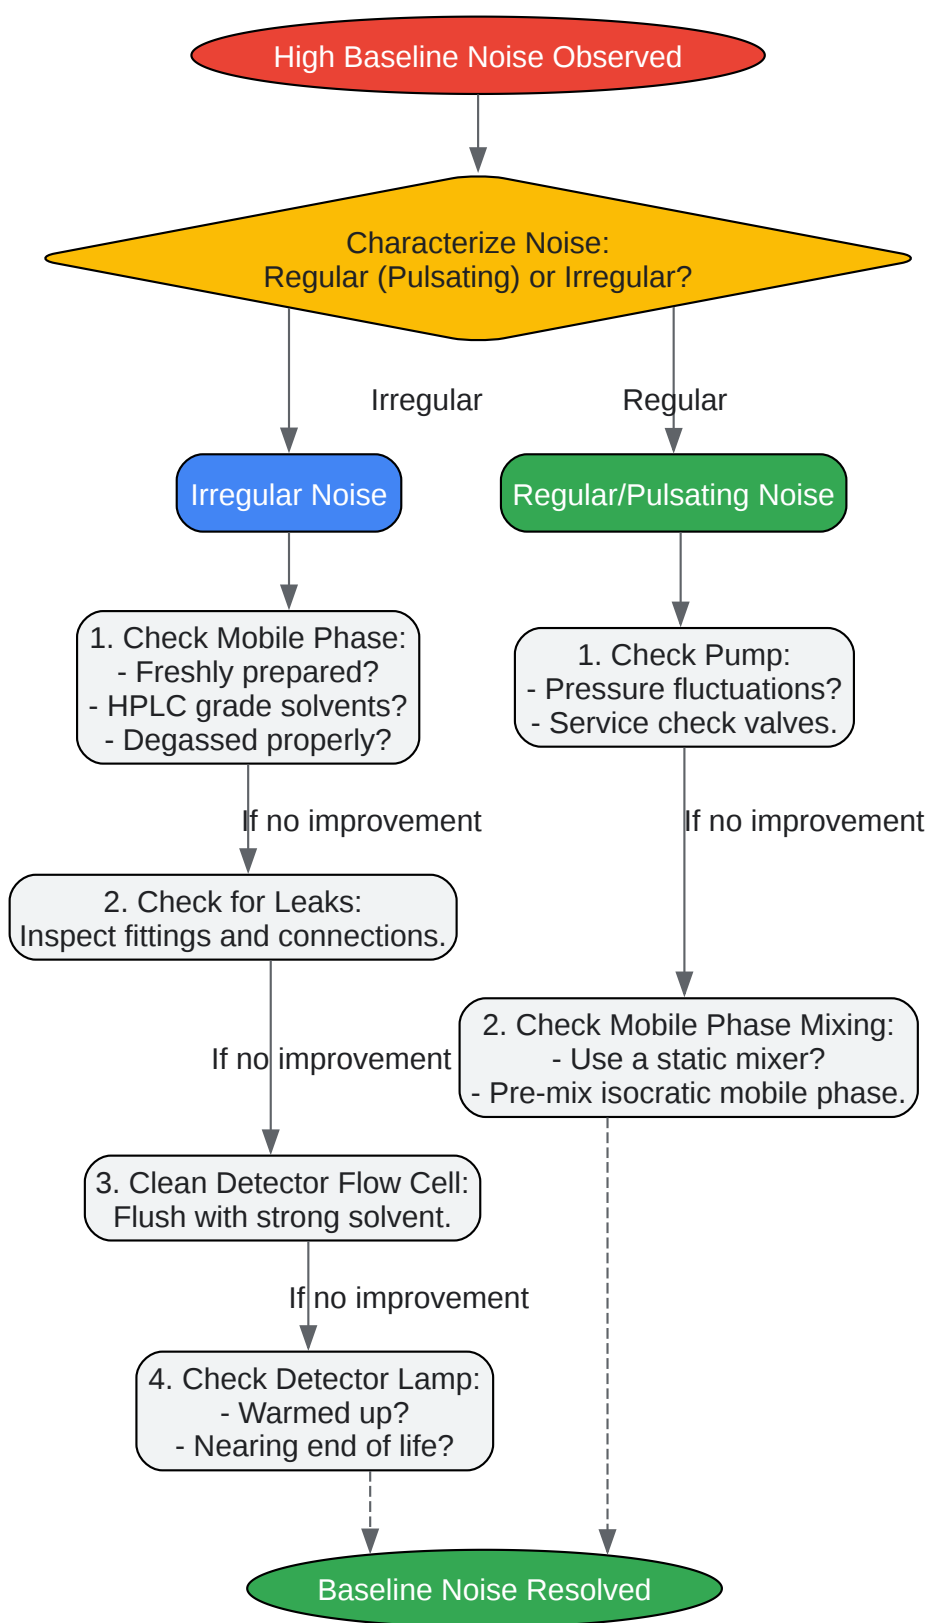 High Baseline Noise Observed
Characterize Noise:
Regular (Pulsating) or Irregular?
Irregular
Regular
Irregular Noise
Regular/Pulsating Noise
1. Check Mobile Phase:
- Freshly prepared?
- HPLC grade solvents?
- Degassed properly?
1. Check Pump:
- Pressure fluctuations?
- Service check valves.
If no improvement
If no improvement
2. Check for Leaks:
Inspect fittings and connections.
2. Check Mobile Phase Mixing:
- Use a static mixer?
- Pre-mix isocratic mobile phase.
If no improvement
3. Clean Detector Flow Cell:
Flush with strong solvent.
If no improvement
4. Check Detector Lamp:
- Warmed up?
- Nearing end of life?
Baseline Noise Resolved